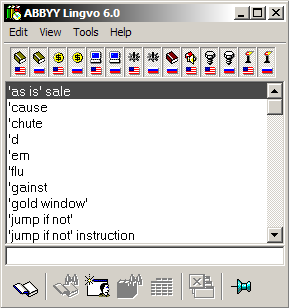 ABBYY Lingvo 6.0
Edit View Tools Help
'as is' sale
'cause
'chute
'd
'em
'flu
'gainst
'gold window'
'jump if not'
'jump if not' instruction